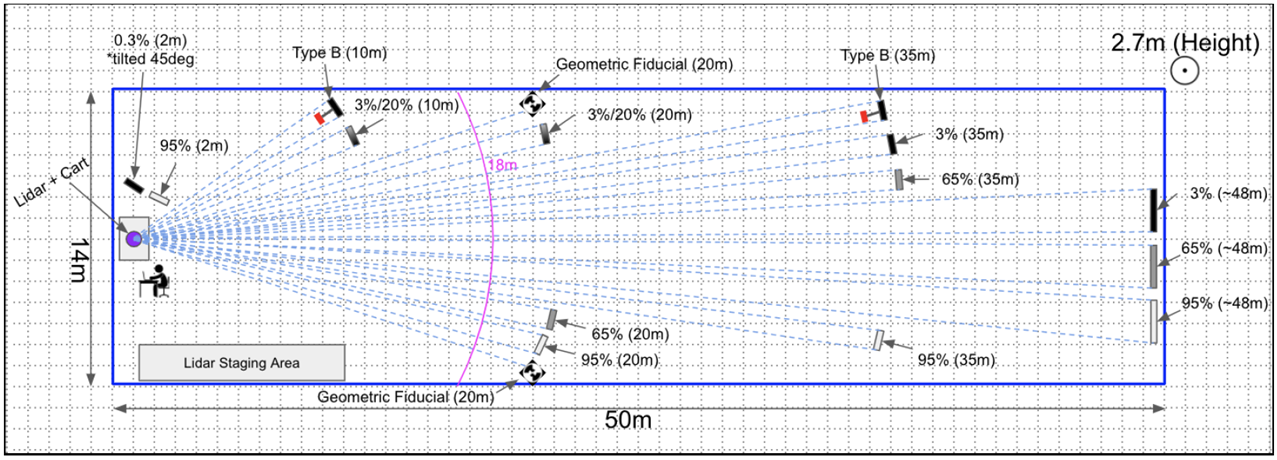 2.7m (Height)
0.3% (2m)
*tilted 45deg
Type B (10m)
Type B (35m)
Geometric Fiducial (20m)
3%/20% (10m)
3%/20% (20m)
3% (35m)
95% (2m)
18m
65% (35m)
Lidar + Cart
3% (~48m)
14m
65% (~48m)
95% (~48m)
65% (20m)
95% (20m)
95% (35m)
Lidar Staging Area
Geometric Fiducial (20m)
50m